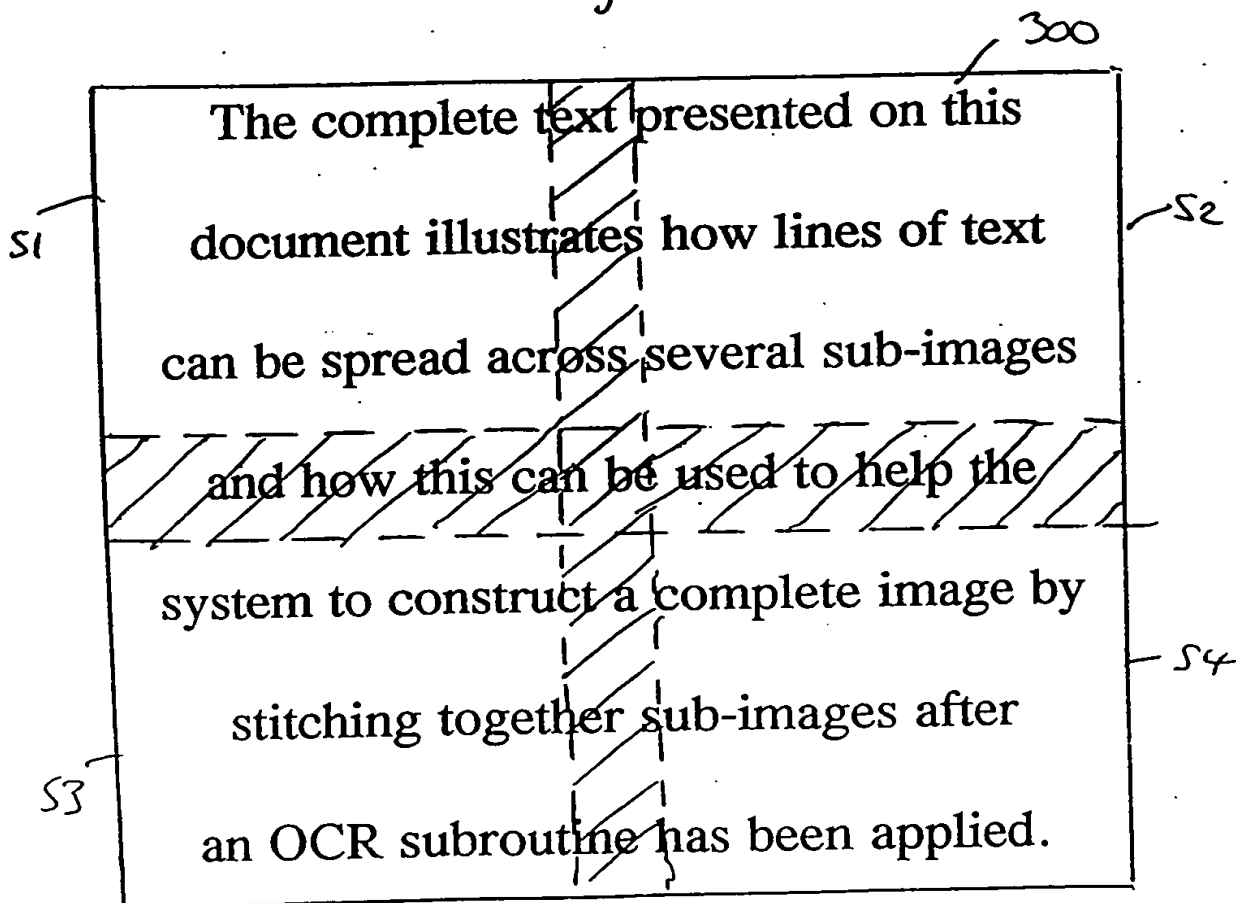 300
The complete text presented on this
S1
S2
document illustrates how lines of text
can be spread across several sub-images
and how this can be used to help the
system to construct a complete image by
S4
stitching together sub-images after
S3
an OCR subroutine has been applied.